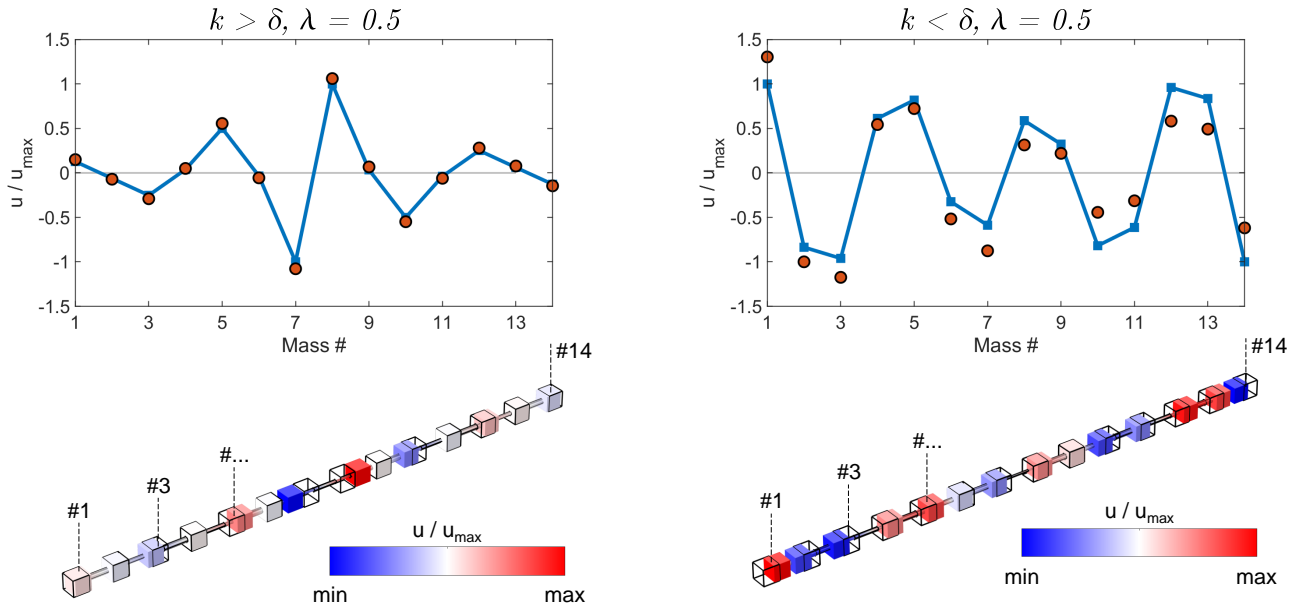 k > δ, λ = 0.5
1.5
1
0.5
0
-0.5
-1
-1.5
u / u_max
1 3 5 7 9 11 13
Mass #
#1
#3
#...
#14
u / u_max
min max
k < δ, λ = 0.5
1.5
1
0.5
0
-0.5
-1
-1.5
u / u_max
1 3 5 7 9 11 13
Mass #
#1
#3
#...
#14
u / u_max
min max